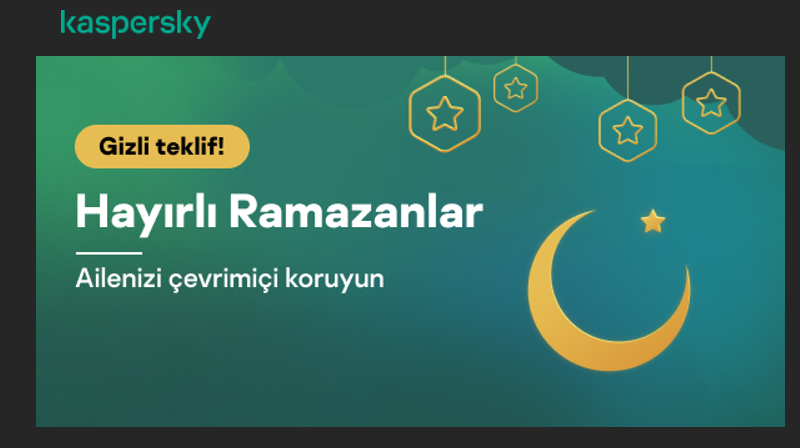 kaspersky
Gizli teklif!
Hayırlı Ramazanlar
Ailenizi çevrimiçi koruyun